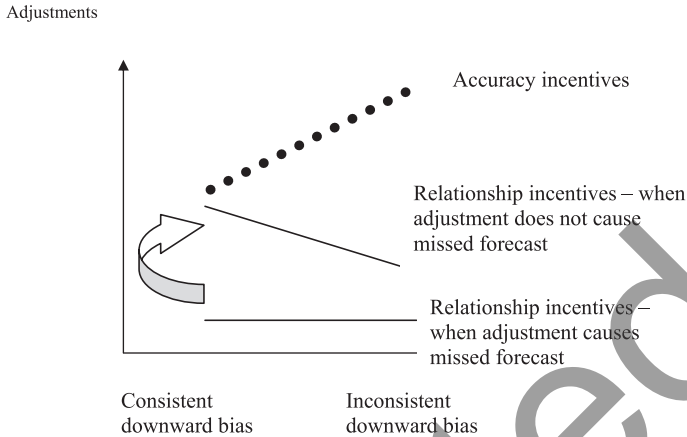 Adjustments
Accuracy incentives
Relationship incentives – when
adjustment does not cause
missed forecast
Relationship incentives –
when adjustment causes
missed forecast
Consistent
downward bias
Inconsistent
downward bias